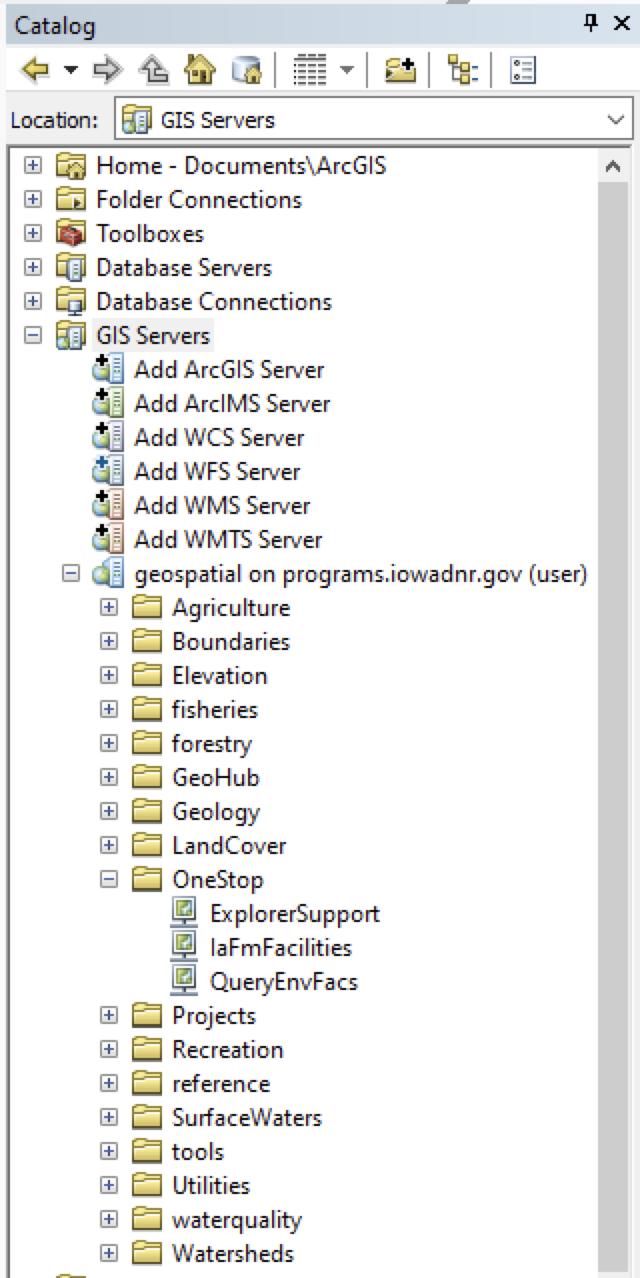 Catalog
Location: GIS Servers
Home - Documents\ArcGIS
Folder Connections
Toolboxes
Database Servers
Database Connections
GIS Servers
Add ArcGIS Server
Add ArcIMS Server
Add WCS Server
Add WFS Server
Add WMS Server
Add WMTS Server
geospatial on programs.iowadnr.gov (user)
Agriculture
Boundaries
Elevation
fisheries
forestry
GeoHub
Geology
LandCover
OneStop
ExplorerSupport
IaFmFacilities
QueryEnvFacs
Projects
Recreation
reference
SurfaceWaters
tools
Utilities
waterquality
Watersheds